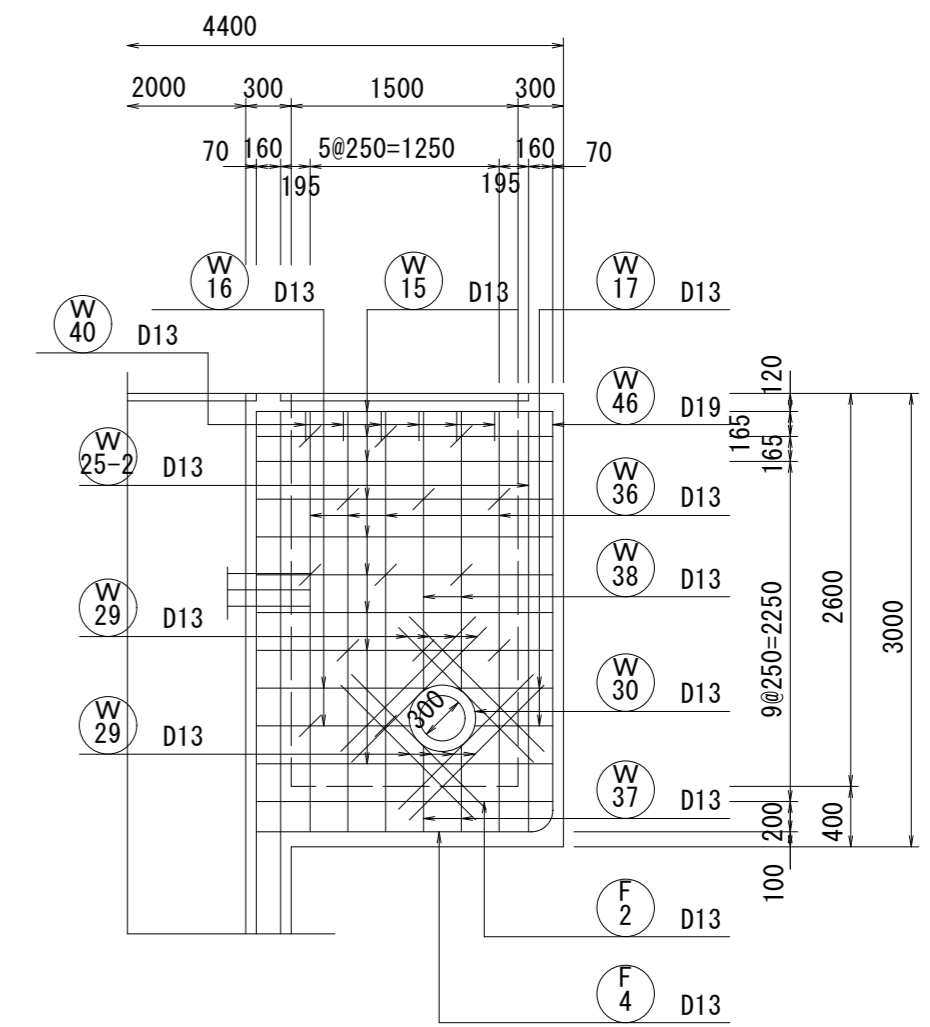 4400
2000 300 1500 300
70 160 5@250=1250 160 70
195 195
W
16 D13
W
15 D13
W
17 D13
W
40 D13
W
46 D19
120
165
165
W
25-2 D13
W
36 D13
W
38 D13
W
29 D13
9@250=2250
2600
3000
W
30 D13
300
W
29 D13
W
37 D13
200
400
100
F
2 D13
F
4 D13